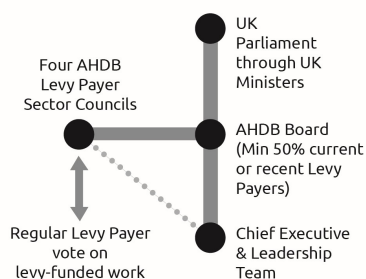 UK
Parliament
through UK
Ministers
Four AHDB
Levy Payer
Sector Councils
AHDB Board
(Min 50% current
or recent Levy
Payers)
Regular Levy Payer
vote on
levy-funded work
Chief Executive
& Leadership
Team